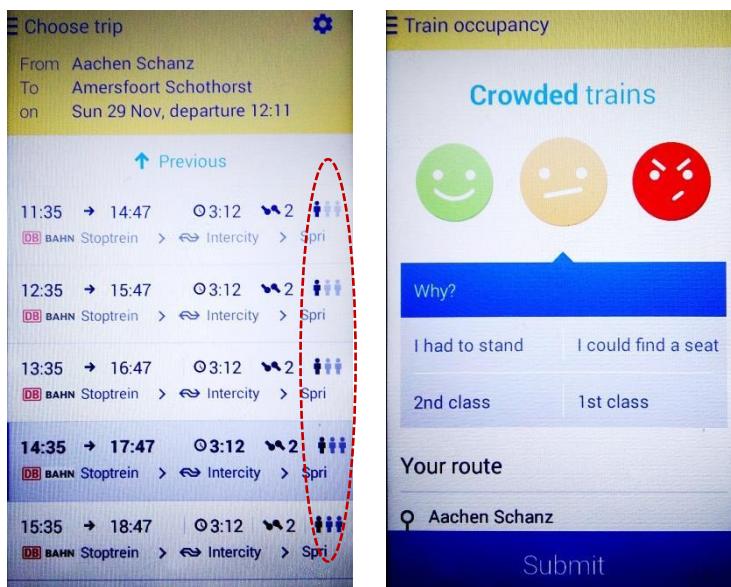 Choose trip
From Aachen Schanz
To Amersfoort Schothorst
on Sun 29 Nov, departure 12:11
Previous
11:35 14:47 3:12 2
DB BAHN Stoptrein > Intercity > Spri
12:35 15:47 3:12 2
DB BAHN Stoptrein > Intercity > Spri
13:35 16:47 3:12 2
DB BAHN Stoptrein > Intercity > Spri
14:35 17:47 3:12 2
DB BAHN Stoptrein > Intercity > Spri
15:35 18:47 3:12 2
DB BAHN Stoptrein > Intercity > Spri
Train occupancy
Crowded trains
Why?
I had to stand
I could find a seat
2nd class
1st class
Your route
Aachen Schanz
Submit